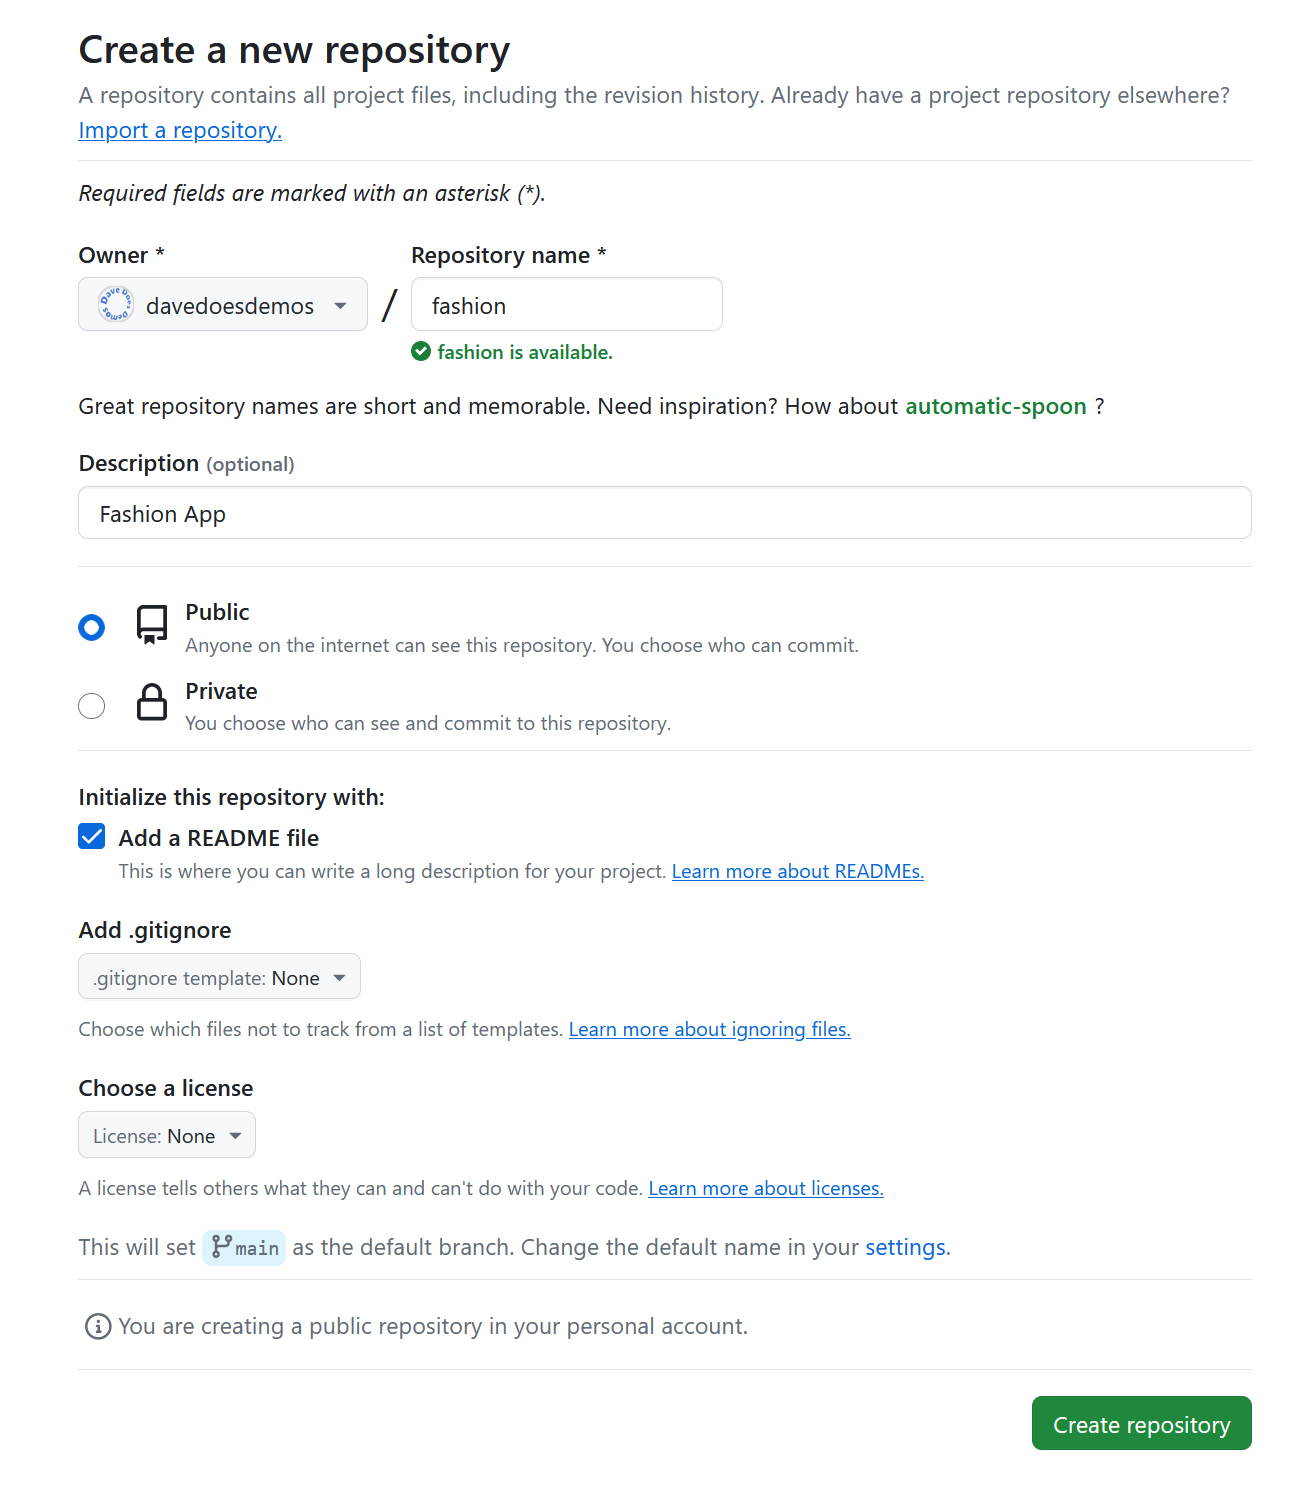 Create a new repository
A repository contains all project files, including the revision history. Already have a project repository elsewhere?
Import a repository.
Required fields are marked with an asterisk (*).
Owner *
Repository name *
Dave Does Demos
davedoesdemos
/
fashion
fashion is available.
Great repository names are short and memorable. Need inspiration? How about automatic-spoon ?
Description (optional)
Fashion App
Public
Anyone on the internet can see this repository. You choose who can commit.
Private
You choose who can see and commit to this repository.
Initialize this repository with:
Add a README file
This is where you can write a long description for your project. Learn more about READMEs.
Add .gitignore
.gitignore template: None
Choose which files not to track from a list of templates. Learn more about ignoring files.
Choose a license
License: None
A license tells others what they can and can't do with your code. Learn more about licenses.
This will set main as the default branch. Change the default name in your settings.
You are creating a public repository in your personal account.
Create repository